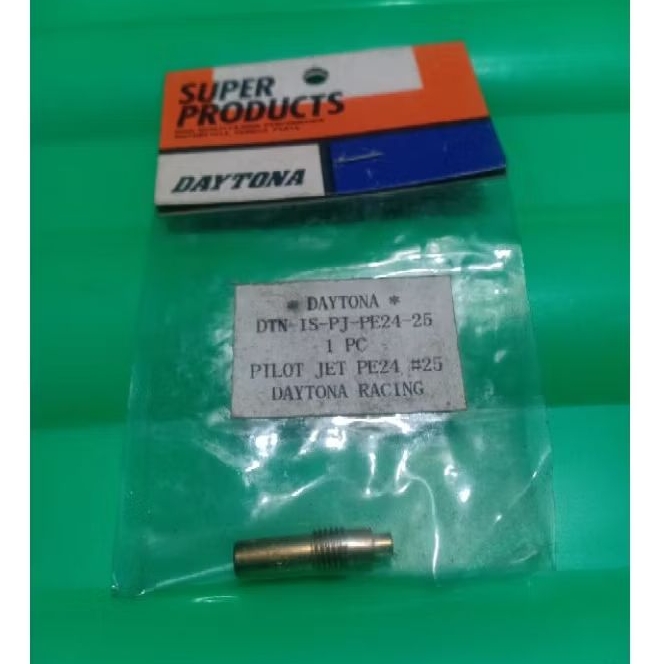 SUPER
PRODUCTS
DAYTONA
* DAYTONA *
DTN-IS-PJ-PE24-25
1 PC
PILOT JET PE24 #25
DAYTONA RACING